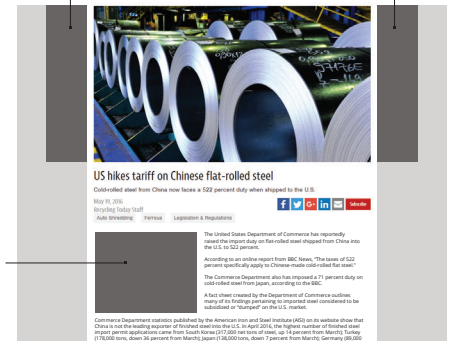 US hikes tariff on Chinese flat-rolled steel
Cold-rolled steel from China now faces a 522 percent duty when shipped to the U.S.
May 19, 2016
Recycling Today Staff
Subscribe
Auto Shredding Ferrous Legislation & Regulations
The United States Department of Commerce has reportedly
raised the import duty on flat-rolled steel shipped from China into
the U.S. to 522 percent.
According to an online report from BBC News, "The taxes of 522
percent specifically apply to Chinese-made cold-rolled flat steel."
The Commerce Department also has imposed a 71 percent duty on
cold-rolled steel from Japan, according to the BBC.
A fact sheet created by the Department of Commerce outlines
many of its findings pertaining to imported steel considered to be
subsidized or "dumped" on the U.S. market.
Commerce Department statistics published by the American Iron and Steel Institute (AISI) on its website show that
China is not the leading exporter of finished steel into the U.S. In April 2016, the highest number of finished steel
import permit applications came from South Korea (317,000 net tons of steel, up 14 percent from March); Turkey
(178,000 tons, down 36 percent from March); Japan (138,000 tons, down 7 percent from March); Germany (89,000